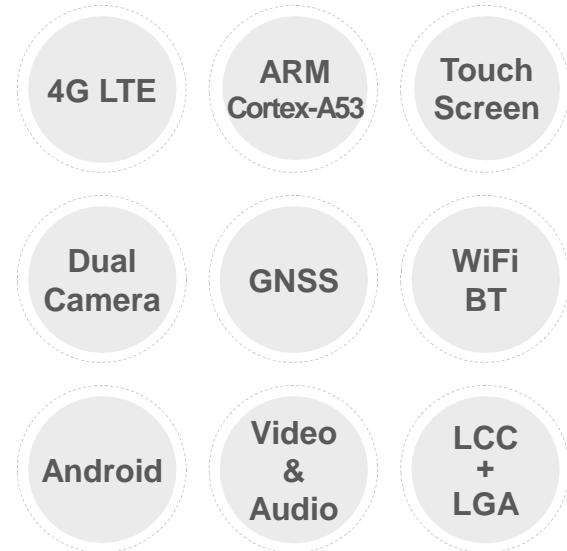 4G LTE
ARM
Cortex-A53
Touch
Screen
Dual
Camera
GNSS
WiFi
BT
Android
Video
&
Audio
LCC
+
LGA